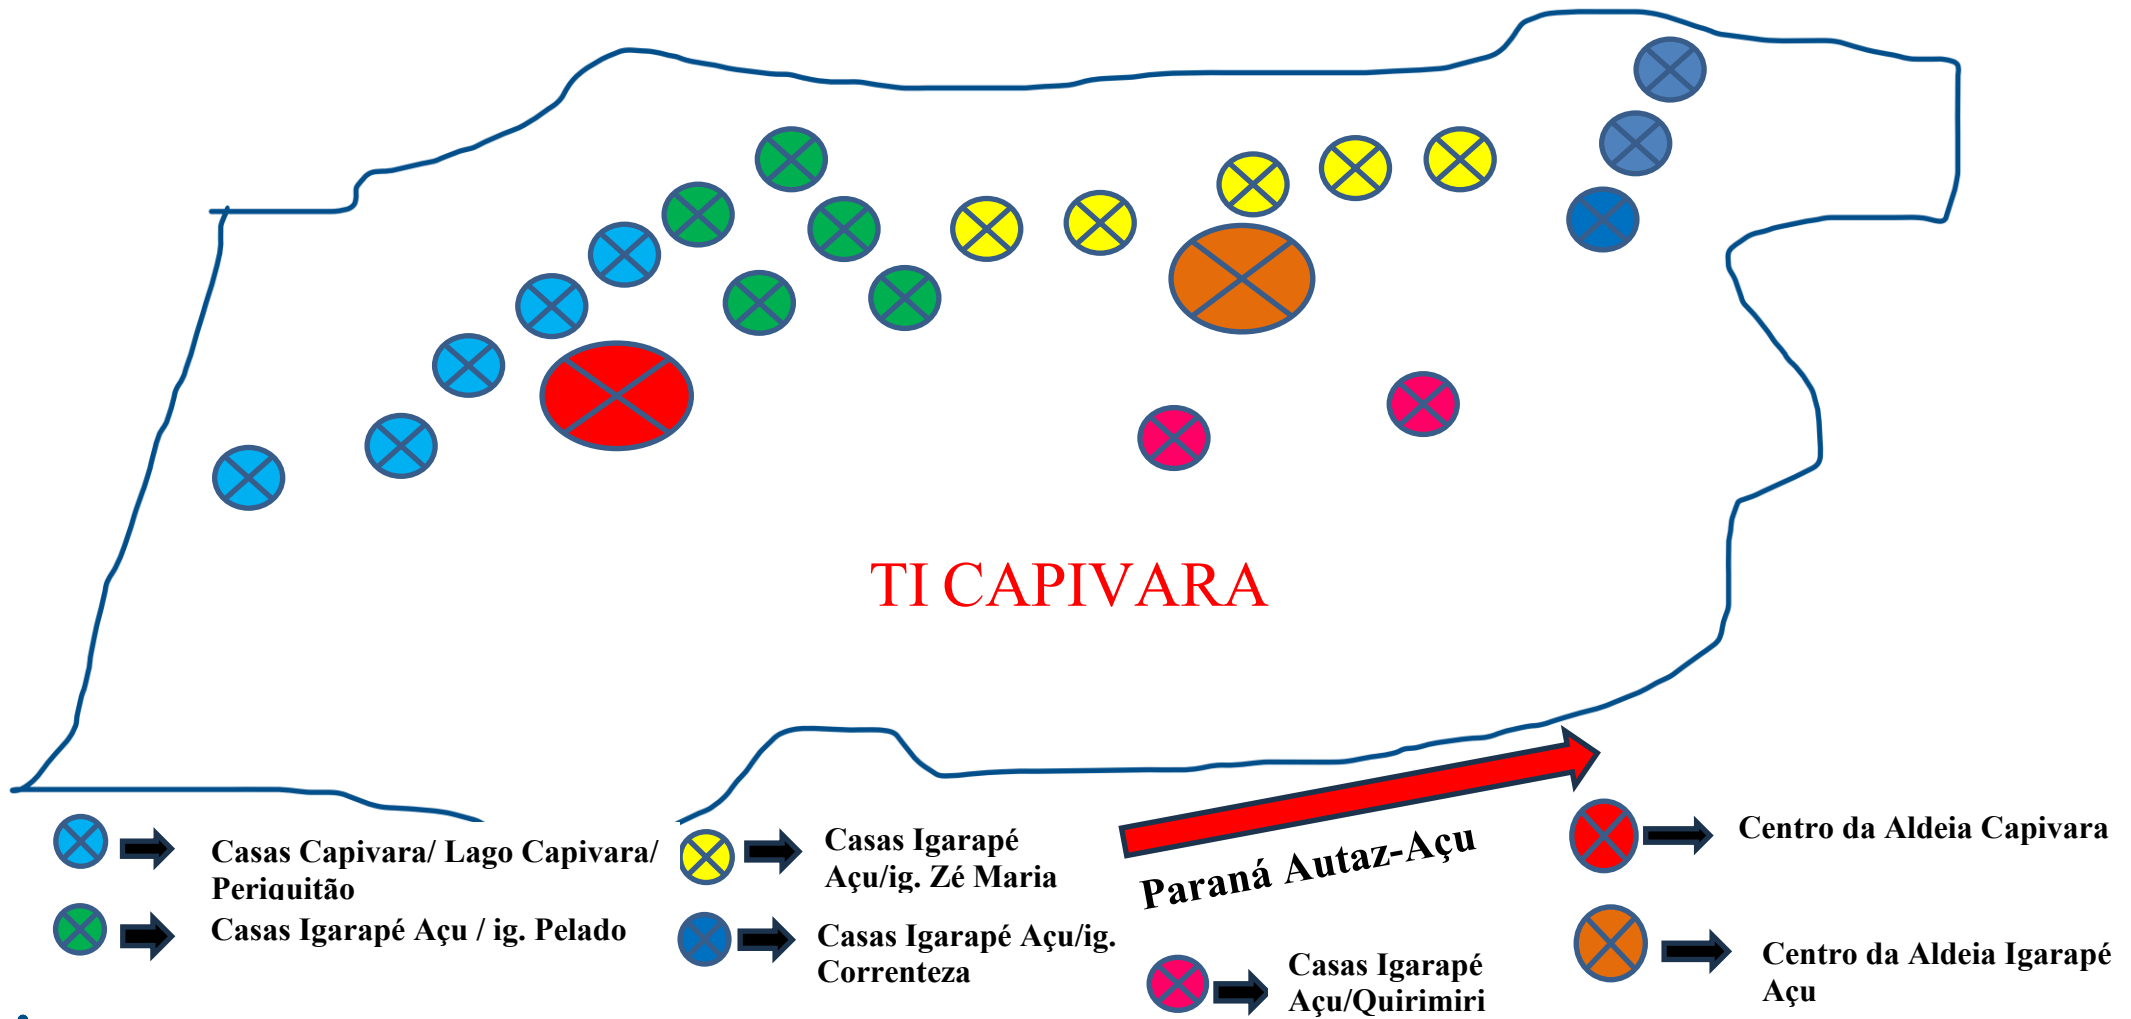 TI CAPIVARA
Casas Capivara/ Lago Capivara/
Periquitão
Casas Igarapé Açu / ig. Pelado
Casas Igarapé
Açu/ig. Zé Maria
Casas Igarapé Açu/ig.
Correnteza
Paraná Autaz-Açu
Casas Igarapé
Açu/Quirimiri
Centro da Aldeia Capivara
Centro da Aldeia Igarapé
Açu